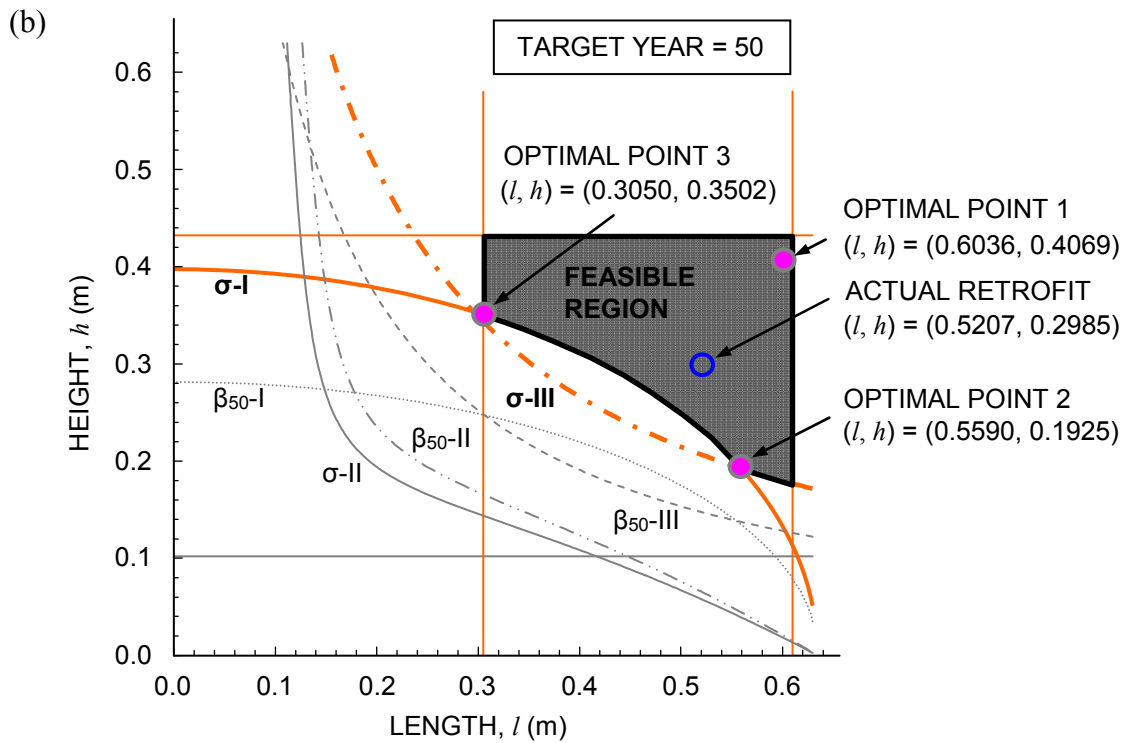 (b)
TARGET YEAR = 50
0.6
0.5
0.4
0.3
0.2
0.1
0.0
HEIGHT, h (m)
OPTIMAL POINT 3
(l, h) = (0.3050, 0.3502)
OPTIMAL POINT 1
(l, h) = (0.6036, 0.4069)
FEASIBLE
REGION
ACTUAL RETROFIT
(l, h) = (0.5207, 0.2985)
OPTIMAL POINT 2
(l, h) = (0.5590, 0.1925)
σ-I
σ-III
β50-I
β50-II
σ-II
β50-III
0.0
0.1
0.2
0.3
0.4
0.5
0.6
LENGTH, l (m)